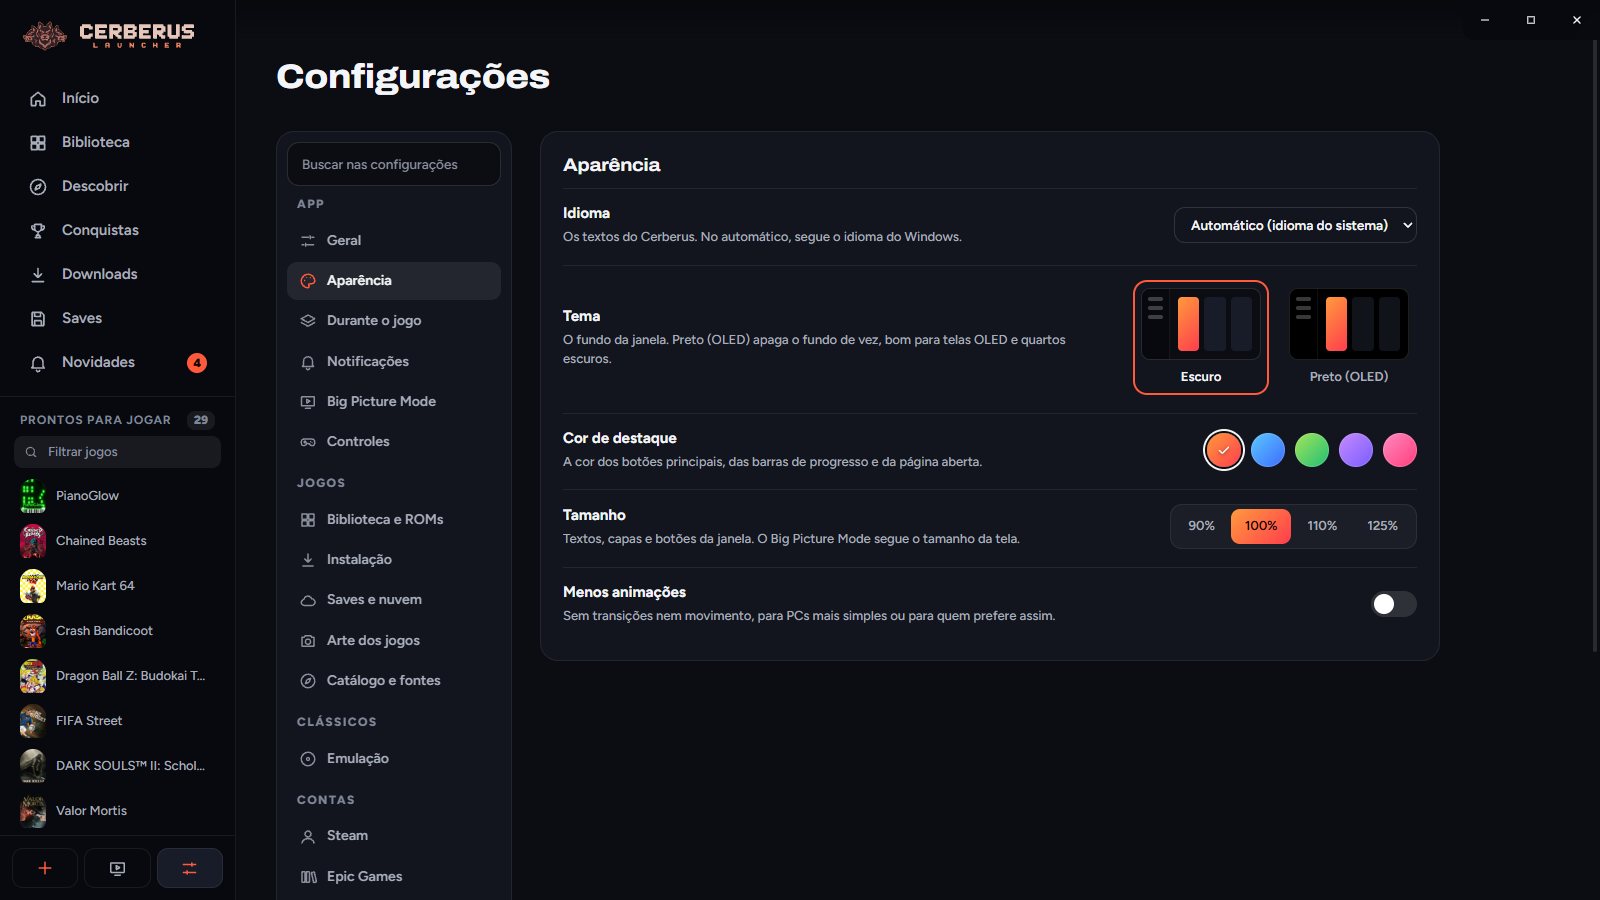 CERBERUS
LAUNCHER
Início
Biblioteca
Descobrir
Conquistas
Downloads
Saves
Novidades
4
PRONTOS PARA JOGAR
29
Filtrar jogos
PianoGlow
Chained Beasts
Mario Kart 64
Crash Bandicoot
Dragon Ball Z: Budokai T...
FIFA Street
DARK SOULS™ II: Schol...
Valor Mortis
Configurações
Buscar nas configurações
APP
Geral
Aparência
Durante o jogo
Notificações
Big Picture Mode
Controles
JOGOS
Biblioteca e ROMs
Instalação
Saves e nuvem
Arte dos jogos
Catálogo e fontes
CLÁSSICOS
Emulação
CONTAS
Steam
Epic Games
Aparência
Idioma
Os textos do Cerberus. No automático, segue o idioma do Windows.
Automático (idioma do sistema)
Tema
O fundo da janela. Preto (OLED) apaga o fundo de vez, bom para telas OLED e quartos
escuros.
Escuro
Preto (OLED)
Cor de destaque
A cor dos botões principais, das barras de progresso e da página aberta.
Tamanho
Textos, capas e botões da janela. O Big Picture Mode segue o tamanho da tela.
90%
100%
110%
125%
Menos animações
Sem transições nem movimento, para PCs mais simples ou para quem prefere assim.